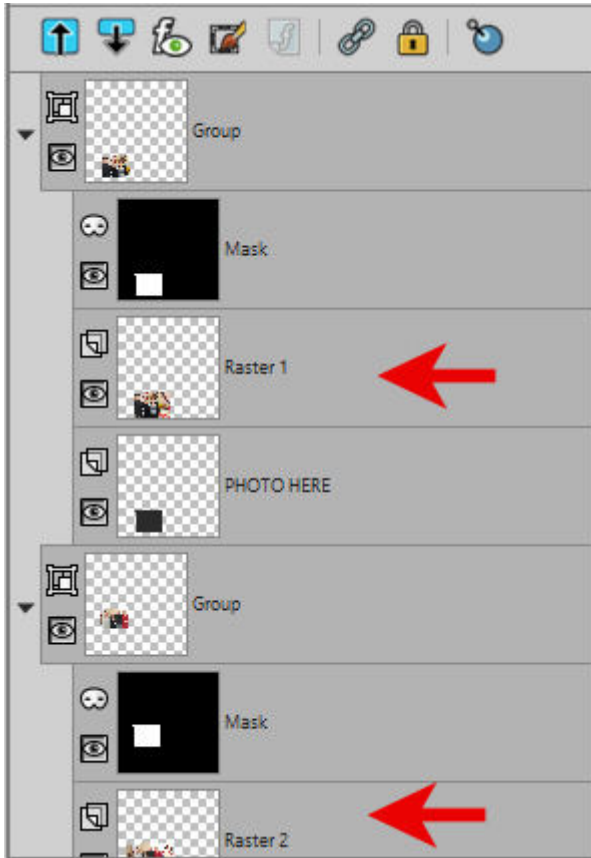 Group
Mask
Raster 1
PHOTO HERE
Group
Mask
Raster 2